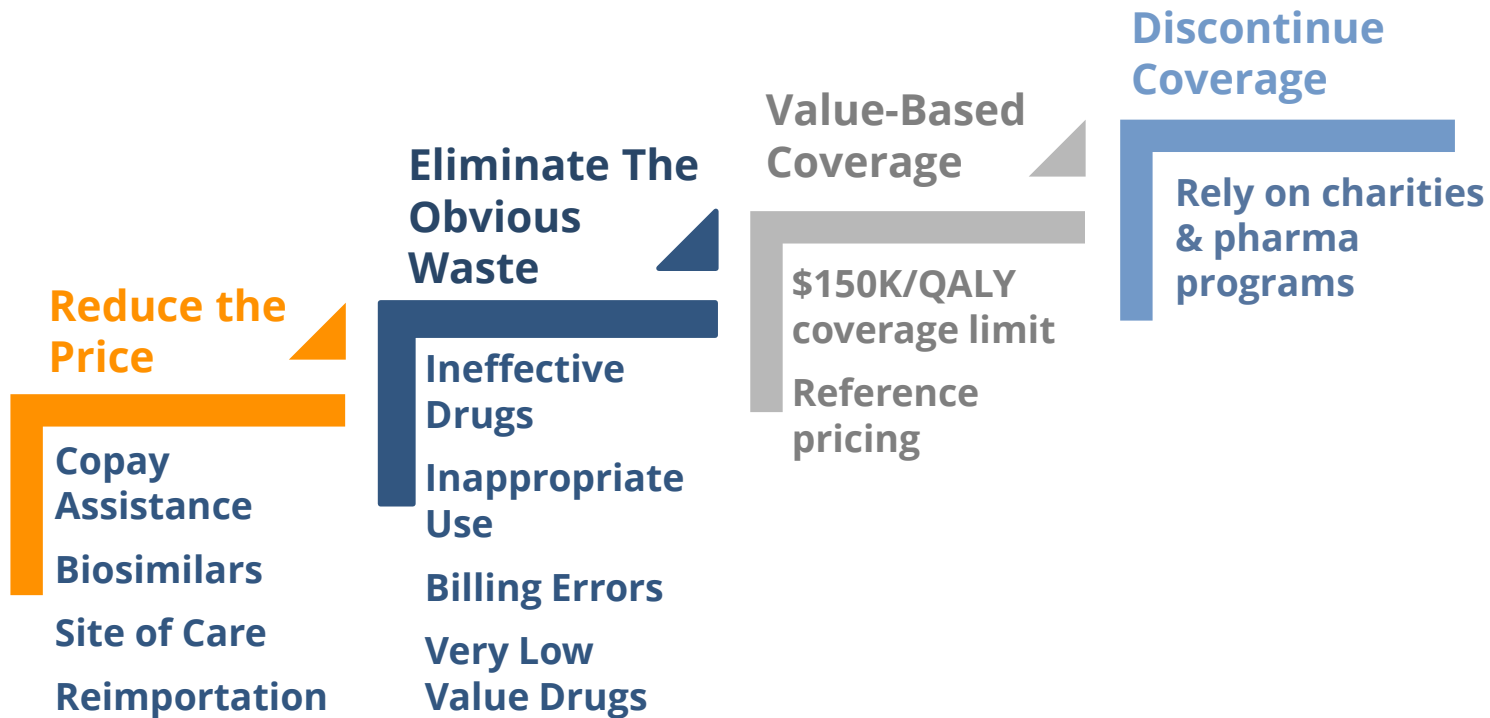 Reduce the
Price
Copay
Assistance
Biosimilars
Site of Care
Reimportation
Eliminate The
Obvious
Waste
Ineffective
Drugs
Inappropriate
Use
Billing Errors
Very Low
Value Drugs
Value-Based
Coverage
$150K/QALY
coverage limit
Reference
pricing
Discontinue
Coverage
Rely on charities
& pharma
programs